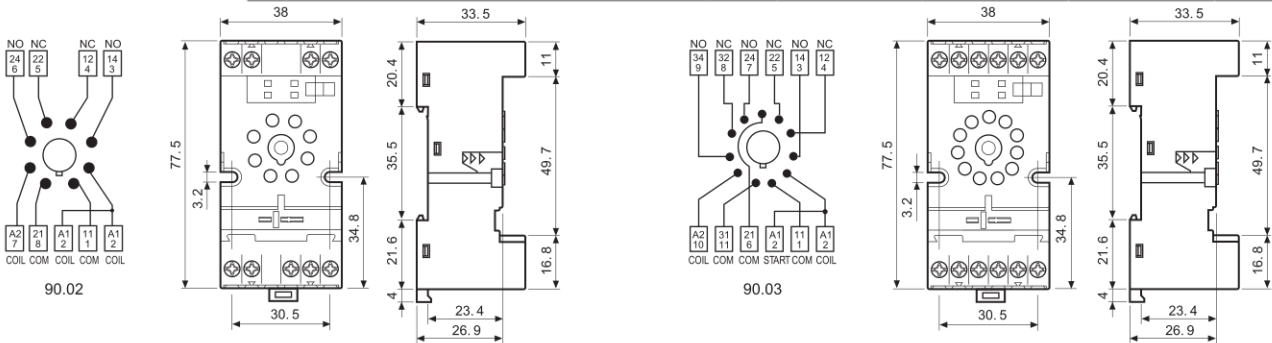 38
33.5
38
33.5
NO NC NC NO
24 22 12 14
6 5 4 3
77.5
3.2
34.8
30.5
20.4
35.5
21.6
4
11
49.7
16.8
23.4
26.9
A2 21 A1 11 A1
7 8 2 1 2
COIL COM COIL COM COIL
90.02
NO NC NO NC NO NC
34 32 24 22 14 12
9 8 7 5 3 4
77.5
3.2
34.8
30.5
20.4
35.5
21.6
4
11
49.7
16.8
23.4
26.9
A2 31 21 A1 11 A1
10 11 6 2 1 2
COIL COM COM START COM COIL
90.03